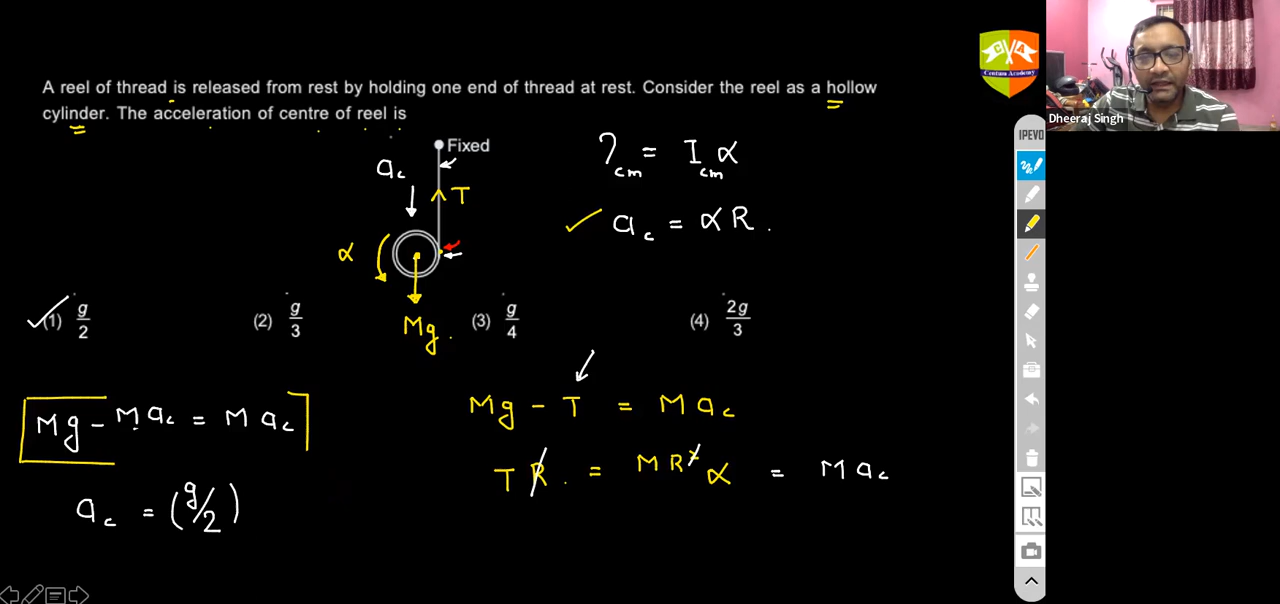 A reel of thread is released from rest by holding one end of thread at rest. Consider the reel as a hollow
cylinder. The acceleration of centre of reel is
Fixed
a_c
T
α
Mg.
τ_cm = I_cm α
✓ a_c = αR.
✓(1) g/2
(2) g/3
(3) g/4
(4) 2g/3
Mg - Ma_c = Ma_c
a_c = (g/2)
Mg - T = Ma_c
TR. = MR²α = Ma_c
C A
Centum Academy
Dheeraj Singh
IPEVO